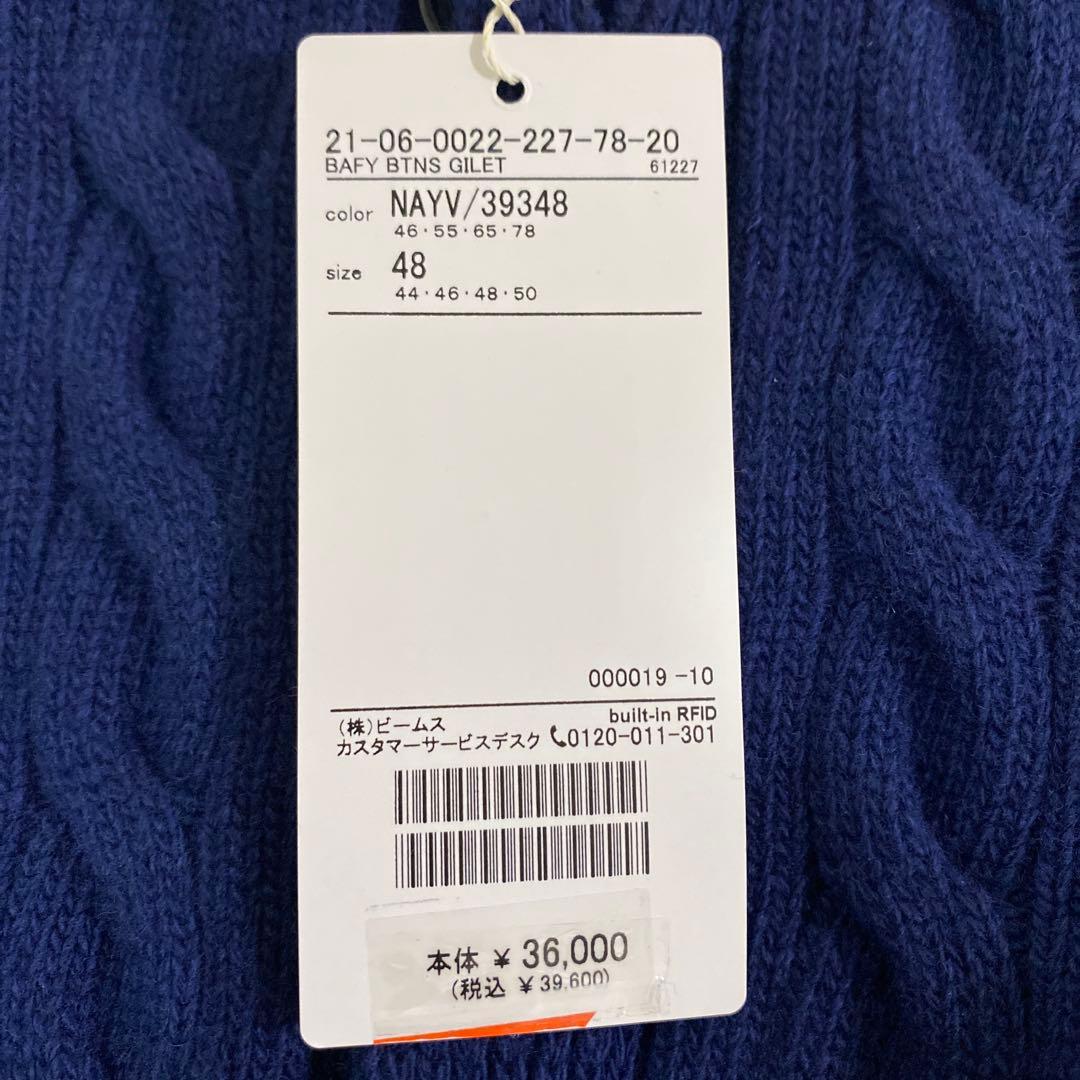 21-06-0022-227-78-20
BAFY BTNS GILET 61227
color NAYV/39348
46・55・65・78
size 48
44・46・48・50
000019 -10
(株)ビームス built-in RFID
カスタマーサービスデスク 0120-011-301
本体 ¥ 36,000
(税込 ¥ 39,600)